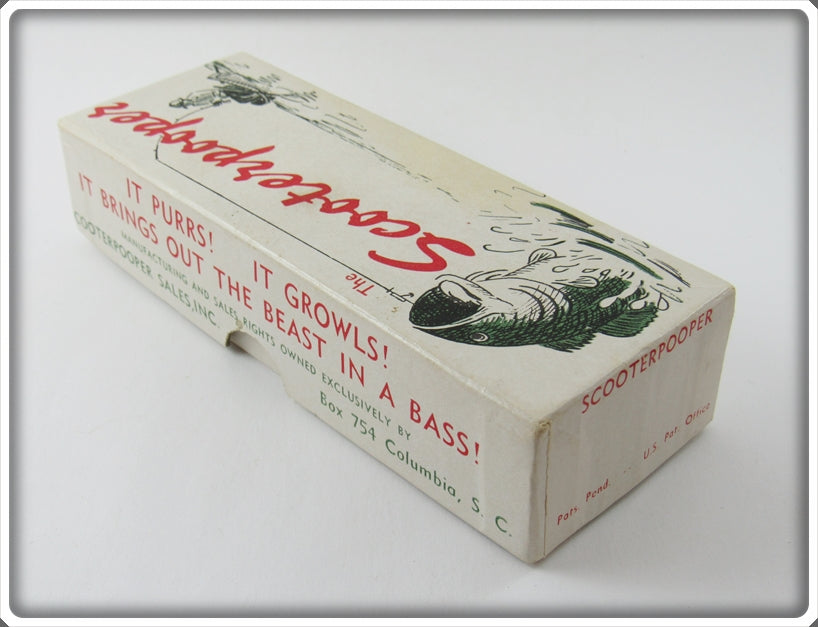 The
Scooterpooper
IT PURRS! IT GROWLS!
IT BRINGS OUT THE BEAST IN A BASS!
MANUFACTURING AND SALES RIGHTS OWNED EXCLUSIVELY BY
COOTERPOOPER SALES, INC. Box 754 Columbia, S. C.
SCOOTERPOOPER
Pats. Pend. .. U.S. Pat. Office